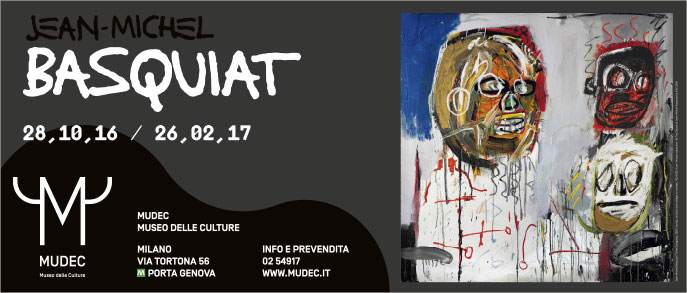 JEAN-MICHEL
BASQUIAT
28,10,16 / 26,02,17
MUDEC
Museo delle Culture
MUDEC
MUSEO DELLE CULTURE
MILANO
VIA TORTONA 56
M PORTA GENOVA
INFO E PREVENDITA
02 54917
WWW.MUDEC.IT